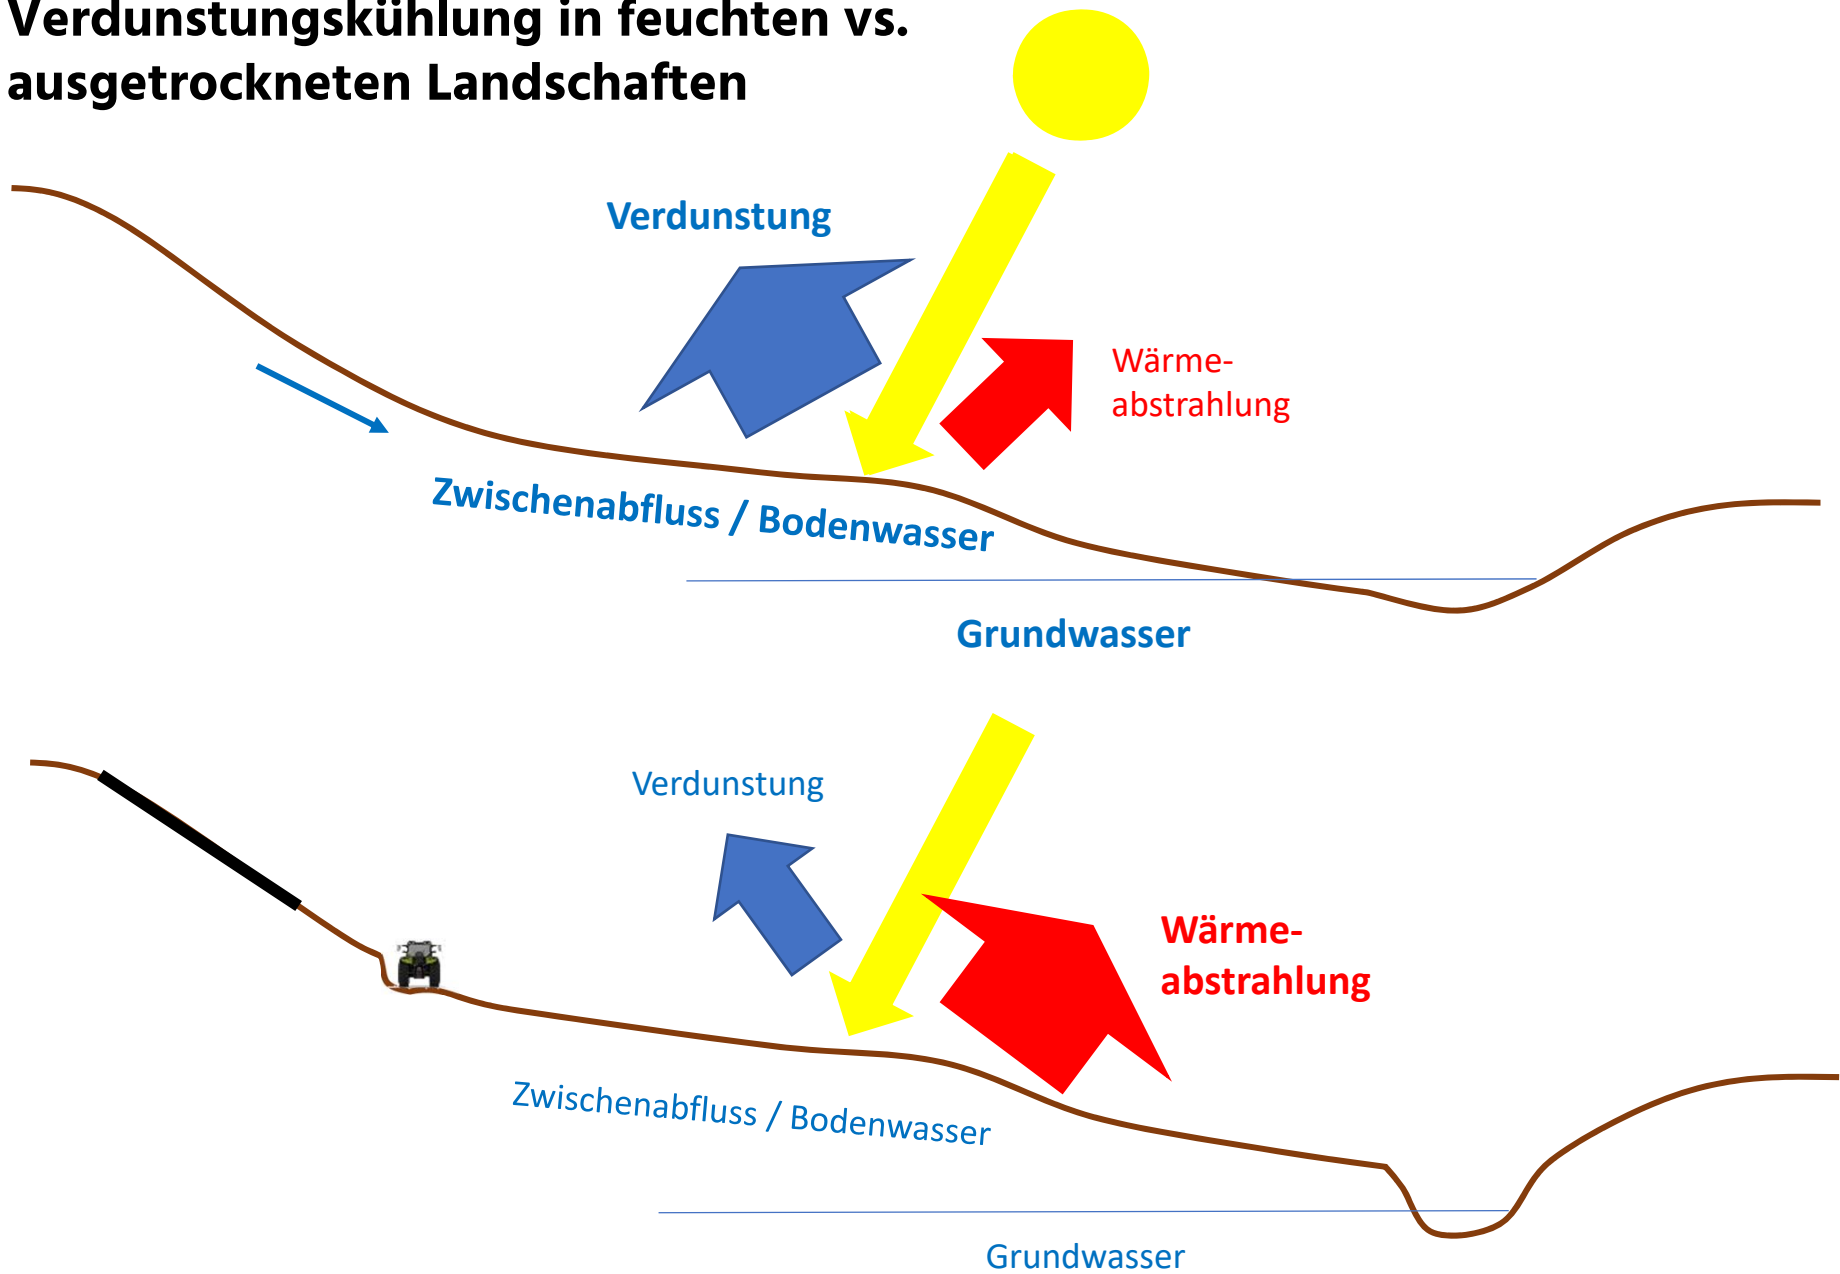 Verdunstungskühlung in feuchten vs.
ausgetrockneten Landschaften
Verdunstung
Wärme-
abstrahlung
Zwischenabfluss / Bodenwasser
Grundwasser
Verdunstung
Wärme-
abstrahlung
Zwischenabfluss / Bodenwasser
Grundwasser